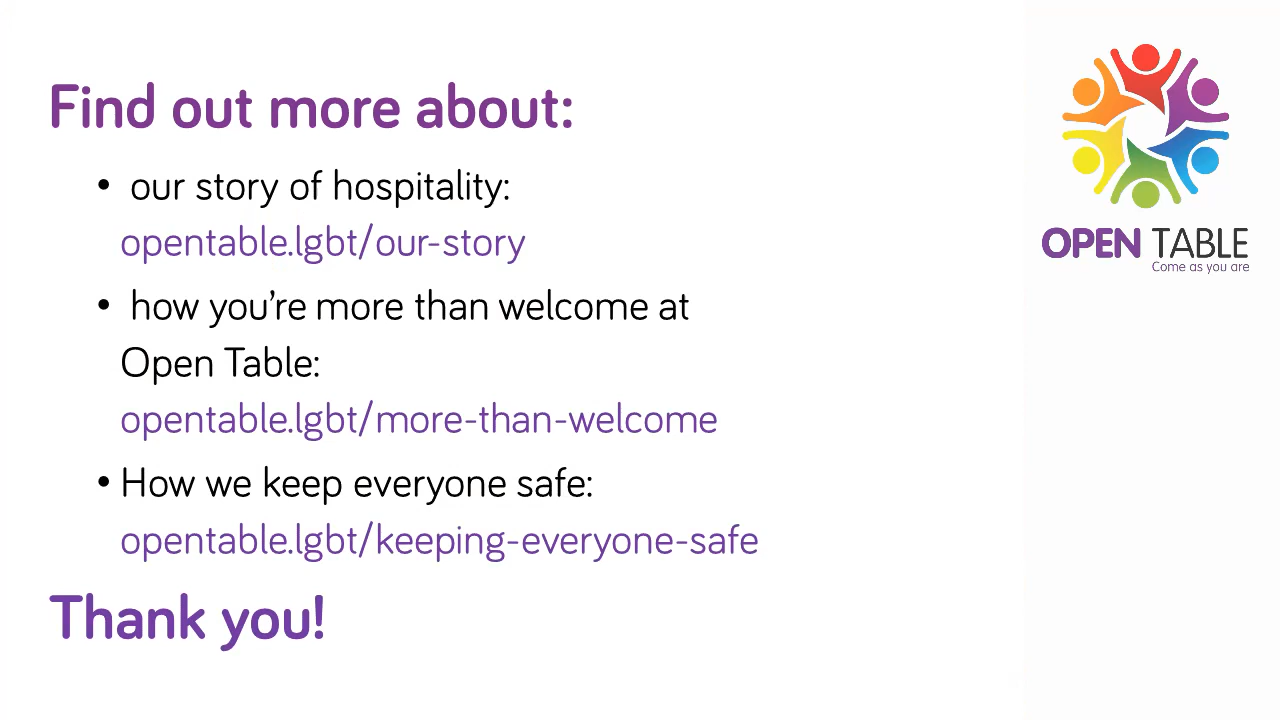 Find out more about:
• our story of hospitality:
opentable.lgbt/our-story
• how you’re more than welcome at
Open Table:
opentable.lgbt/more-than-welcome
• How we keep everyone safe:
opentable.lgbt/keeping-everyone-safe
Thank you!
OPEN TABLE
Come as you are